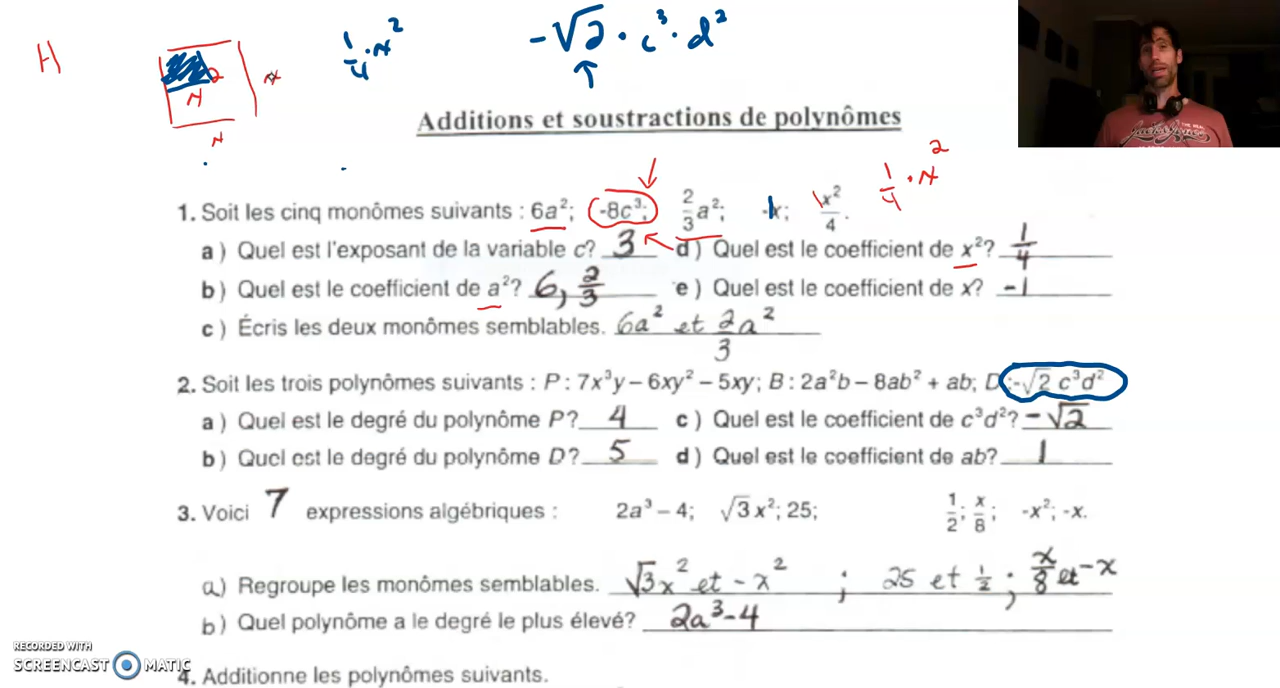 H
2
x
x
x
1/4 · x²
-√2 · c³ · d²
Additions et soustractions de polynômes
1/4 · x²
1. Soit les cinq monômes suivants : 6a²; -8c³; 2/3 a²; -x; x²/4.
a) Quel est l'exposant de la variable c? 3
d) Quel est le coefficient de x²? 1/4
b) Quel est le coefficient de a²? 6, 2/3
e) Quel est le coefficient de x? -1
c) Écris les deux monômes semblables. 6a² et 2a²/3
2. Soit les trois polynômes suivants : P : 7x³y – 6xy² – 5xy; B : 2a²b – 8ab² + ab; D : -√2 c³d²
a) Quel est le degré du polynôme P? 4
c) Quel est le coefficient de c³d²? -√2
b) Quel est le degré du polynôme D? 5
d) Quel est le coefficient de ab? 1
3. Voici 7 expressions algébriques : 2a³ – 4; √3 x²; 25; 1/2; x/8; -x²; -x.
a) Regroupe les monômes semblables. √3x² et -x² ; 25 et 1/2 ; x/8 et -x
b) Quel polynôme a le degré le plus élevé? 2a³-4
RECORDED WITH
SCREENCAST MATIC
4. Additionne les polynômes suivants.